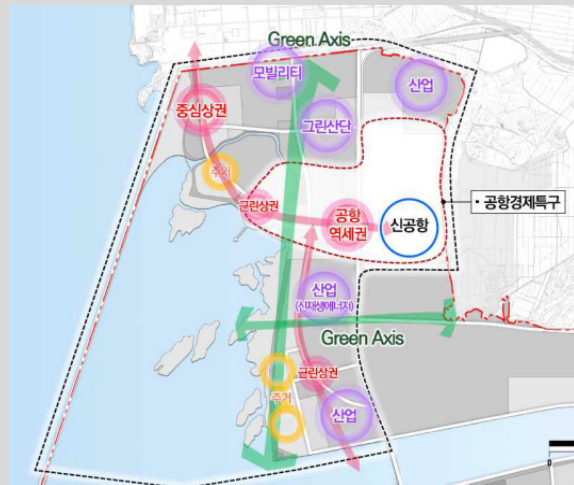 Green Axis
모빌리티
산업
중심상권
그린산단
주거
근린상권
공항
역세권
신공항
• 공항경제특구
산업
(신재생에너지)
Green Axis
근린상권
주거
산업